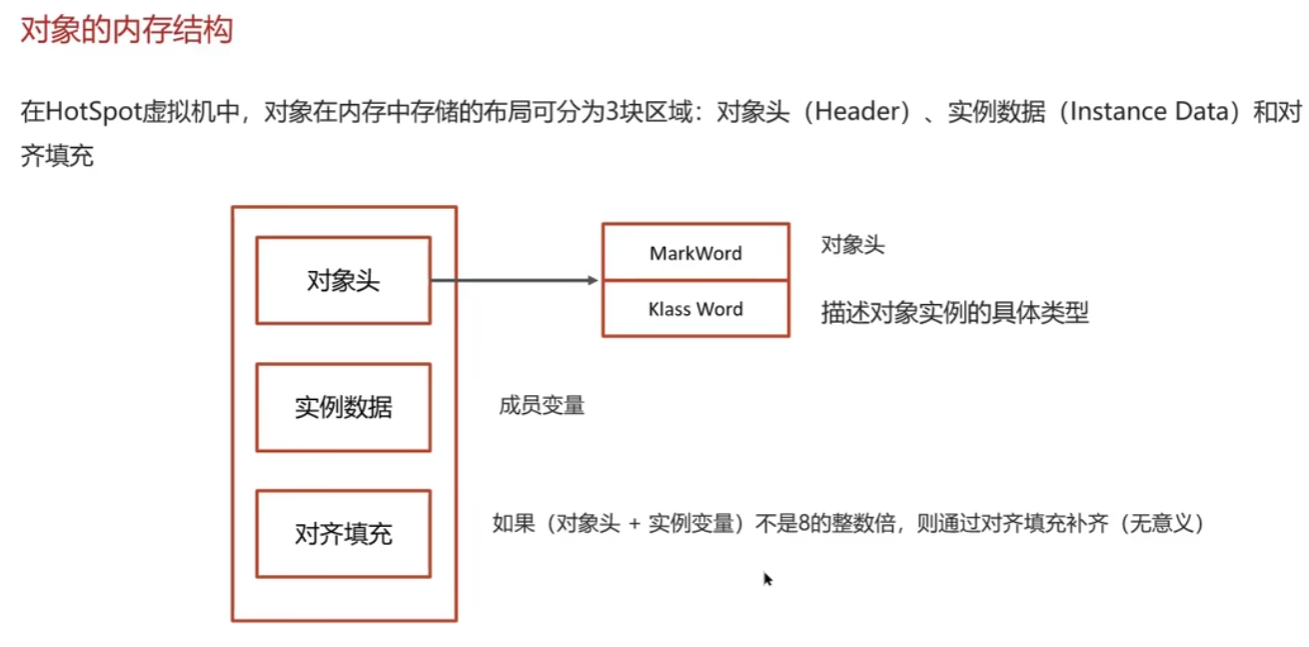 对象的内存结构
在HotSpot虚拟机中，对象在内存中存储的布局可分为3块区域：对象头（Header）、实例数据（Instance Data）和对
齐填充
对象头
MarkWord
对象头
Klass Word
描述对象实例的具体类型
实例数据
成员变量
对齐填充
如果（对象头 + 实例变量）不是8的整数倍，则通过对齐填充补齐（无意义）